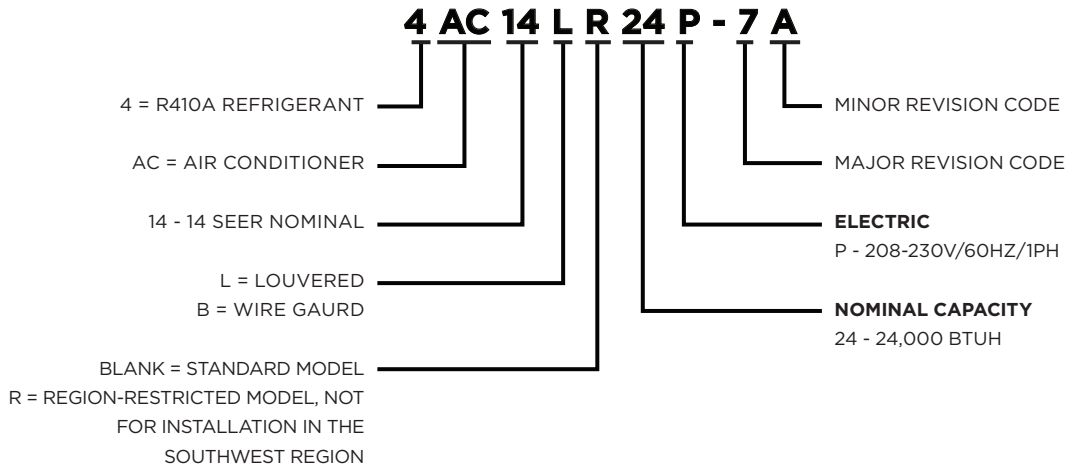 4 AC 14 L R 24 P - 7 A
4 = R410A REFRIGERANT
AC = AIR CONDITIONER
14 - 14 SEER NOMINAL
L = LOUVERED
B = WIRE GAURD
BLANK = STANDARD MODEL
R = REGION-RESTRICTED MODEL, NOT
FOR INSTALLATION IN THE
SOUTHWEST REGION
MINOR REVISION CODE
MAJOR REVISION CODE
ELECTRIC
P - 208-230V/60HZ/1PH
NOMINAL CAPACITY
24 - 24,000 BTUH